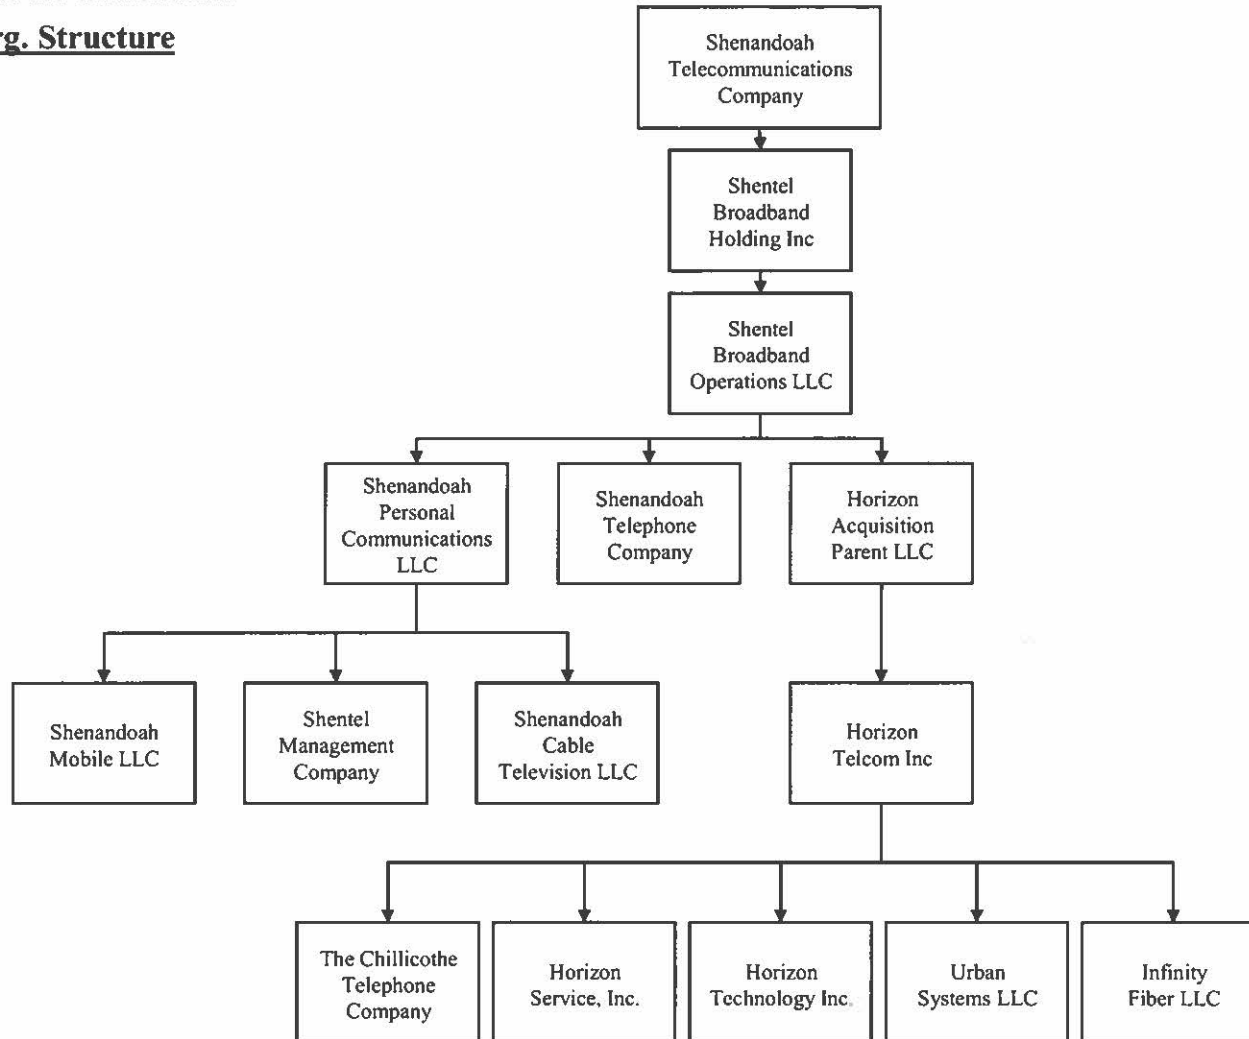 rg. Structure
Shenandoah
Telecommunications
Company
Shentel
Broadband
Holding Inc
Shentel
Broadband
Operations LLC
Shenandoah
Personal
Communications
LLC
Shenandoah
Telephone
Company
Horizon
Acquisition
Parent LLC
Shenandoah
Mobile LLC
Shentel
Management
Company
Shenandoah
Cable
Television LLC
Horizon
Telcom Inc
The Chillicothe
Telephone
Company
Horizon
Service, Inc.
Horizon
Technology Inc.
Urban
Systems LLC
Infinity
Fiber LLC